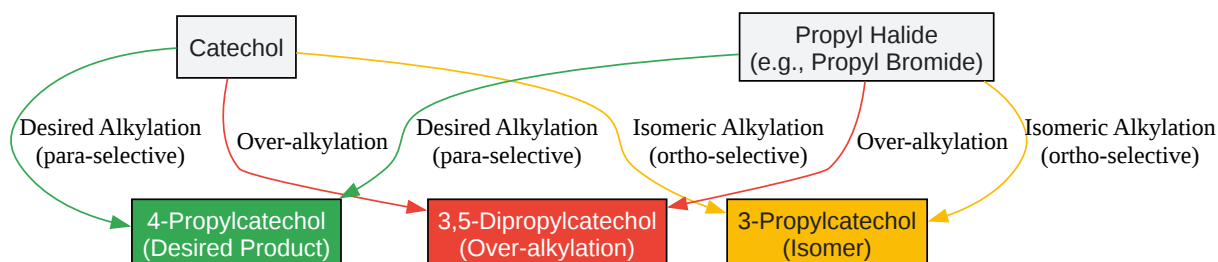 Catechol
Propyl Halide
(e.g., Propyl Bromide)
Desired Alkylation
(para-selective)
Over-alkylation
Desired Alkylation
(para-selective)
Isomeric Alkylation
(ortho-selective)
Over-alkylation
Isomeric Alkylation
(ortho-selective)
4-Propylcatechol
(Desired Product)
3,5-Dipropylcatechol
(Over-alkylation)
3-Propylcatechol
(Isomer)